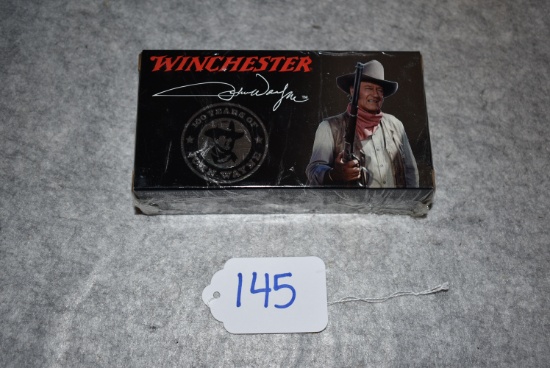 WINCHESTER
John Wayne
100 YEARS OF
JOHN WAYNE
145